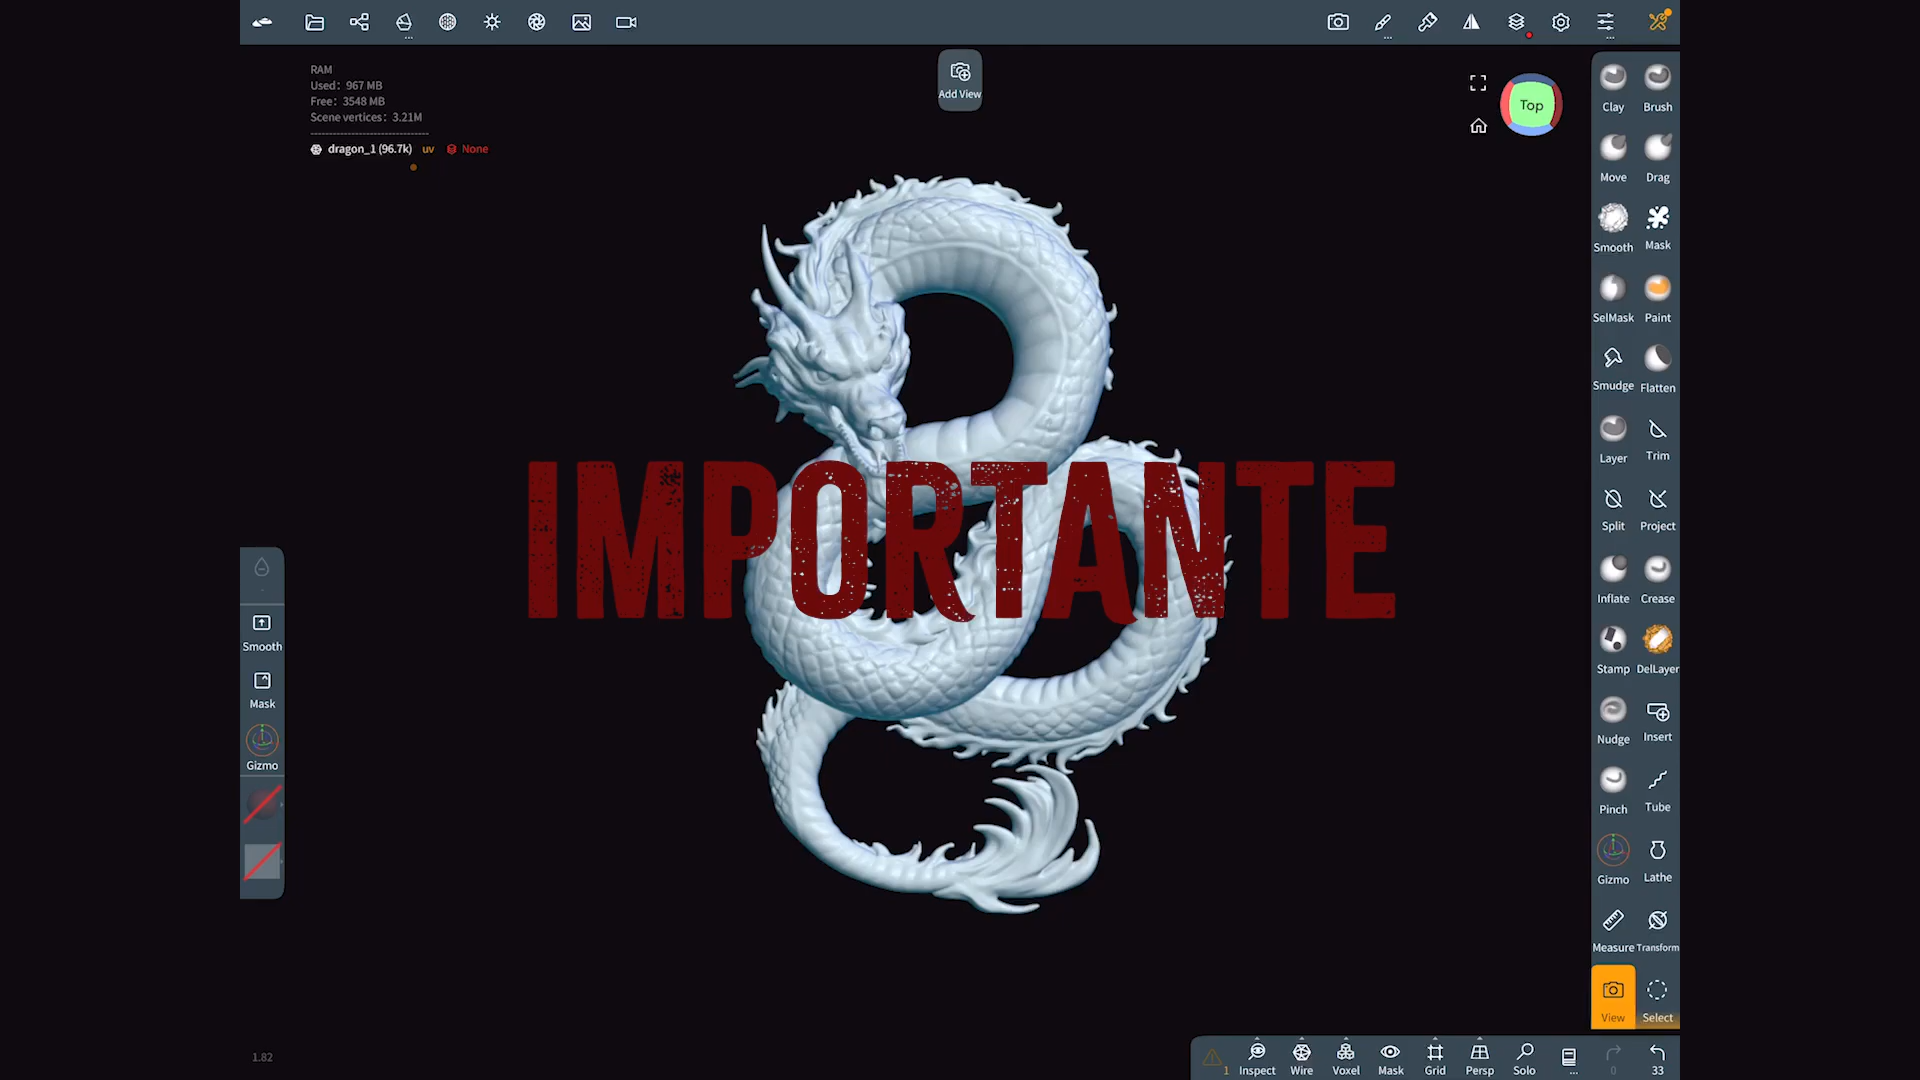 RAM
Used: 967 MB
Free: 3548 MB
Scene vertices: 3.21M
--------------------------------
dragon_1 (96.7k) uv None
Add View
Top
IMPORTANTE
Smooth
Mask
Gizmo
1.82
Clay Brush
Move Drag
Smooth Mask
SelMask Paint
Smudge Flatten
Layer Trim
Split Project
Inflate Crease
Stamp DelLayer
Nudge Insert
Pinch Tube
Gizmo Lathe
Measure Transform
View Select
1 Inspect Wire Voxel Mask Grid Persp Solo ... 0 33